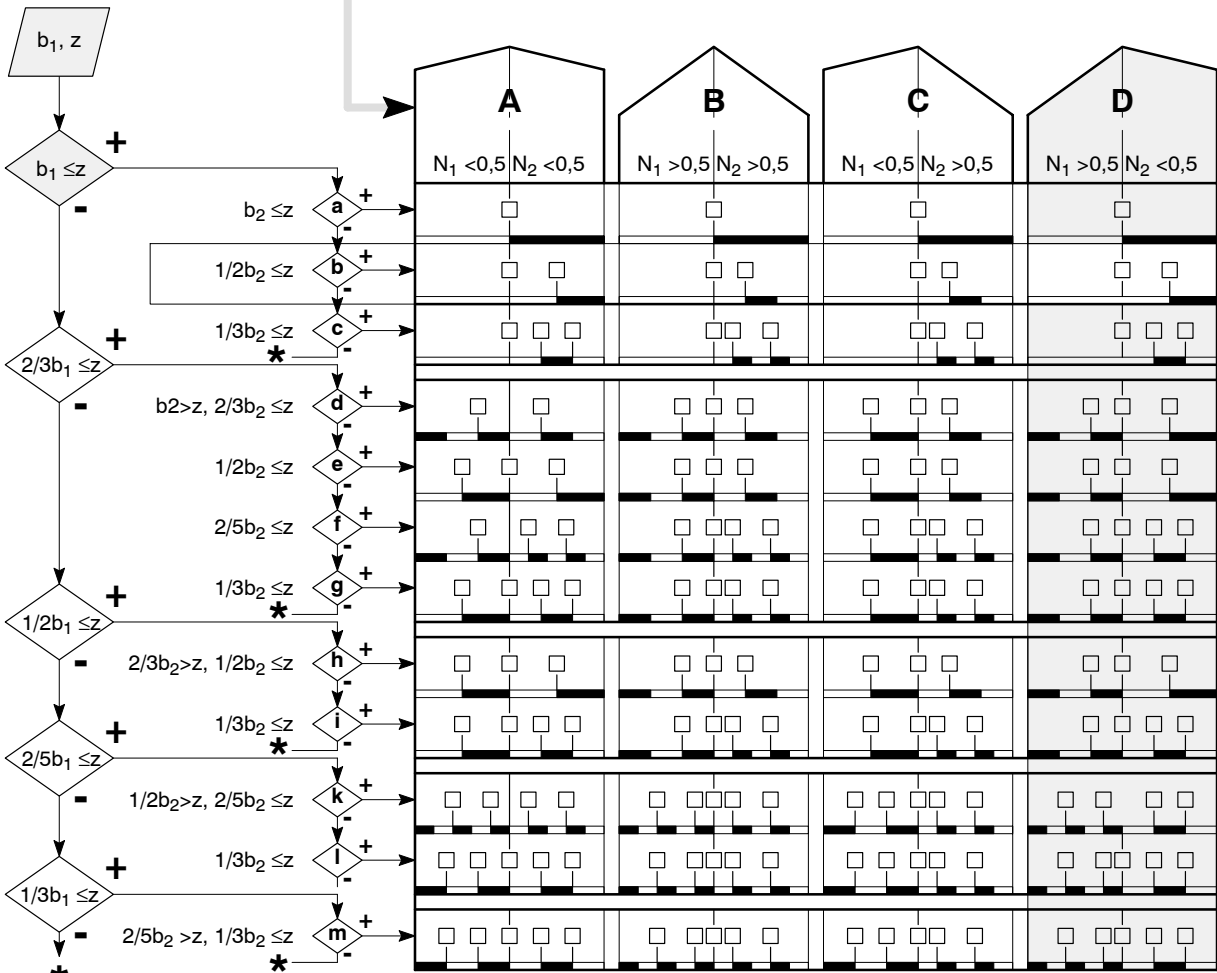 b1, z
A
B
C
D
+
b1 ≤z
N1 <0,5 N2 <0,5
N1 >0,5 N2 >0,5
N1 <0,5 N2 >0,5
N1 >0,5 N2 <0,5
-
b2 ≤z
a
+
-
1/2b2 ≤z
b
+
-
1/3b2 ≤z
c
+
-
*
+
2/3b1 ≤z
-
b2>z, 2/3b2 ≤z
d
+
-
1/2b2 ≤z
e
+
-
2/5b2 ≤z
f
+
-
1/3b2 ≤z
g
+
-
*
+
1/2b1 ≤z
-
2/3b2>z, 1/2b2 ≤z
h
+
-
1/3b2 ≤z
i
+
-
*
+
2/5b1 ≤z
-
1/2b2>z, 2/5b2 ≤z
k
+
-
1/3b2 ≤z
l
+
-
+
1/3b1 ≤z
-
2/5b2 >z, 1/3b2 ≤z
m
+
-
*
*